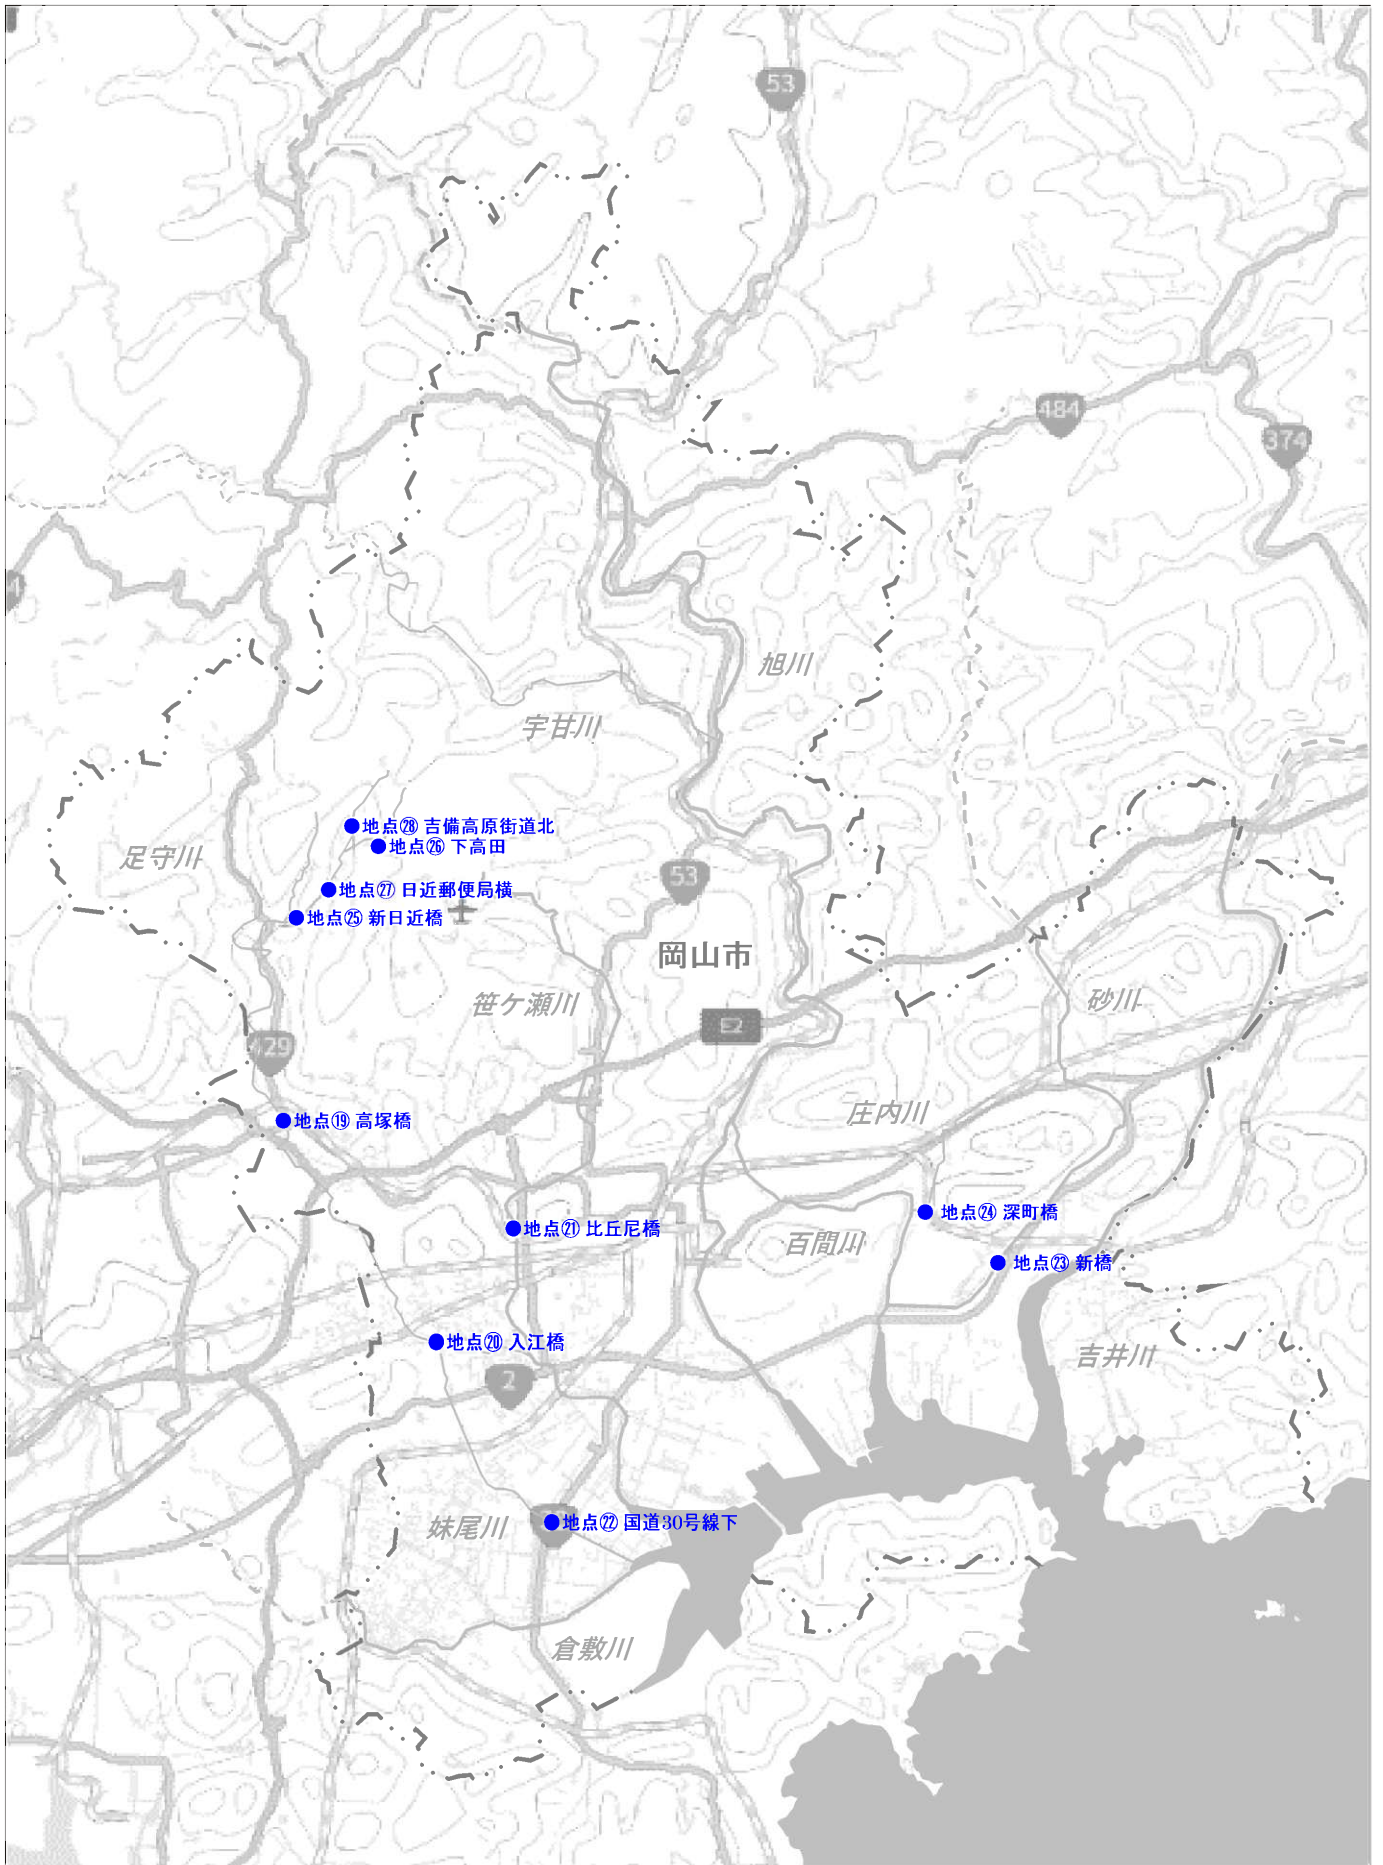 53
484
374
旭川
宇甘川
地点㉘ 吉備高原街道北
地点㉖ 下高田
足守川
53
地点㉗ 日近郵便局横
地点㉕ 新日近橋
岡山市
笹ケ瀬川
砂川
E2
429
地点⑲ 高塚橋
庄内川
地点㉔ 深町橋
地点㉑ 比丘尼橋
百間川
地点㉓ 新橋
地点⑳ 入江橋
吉井川
2
地点㉒ 国道30号線下
妹尾川
倉敷川